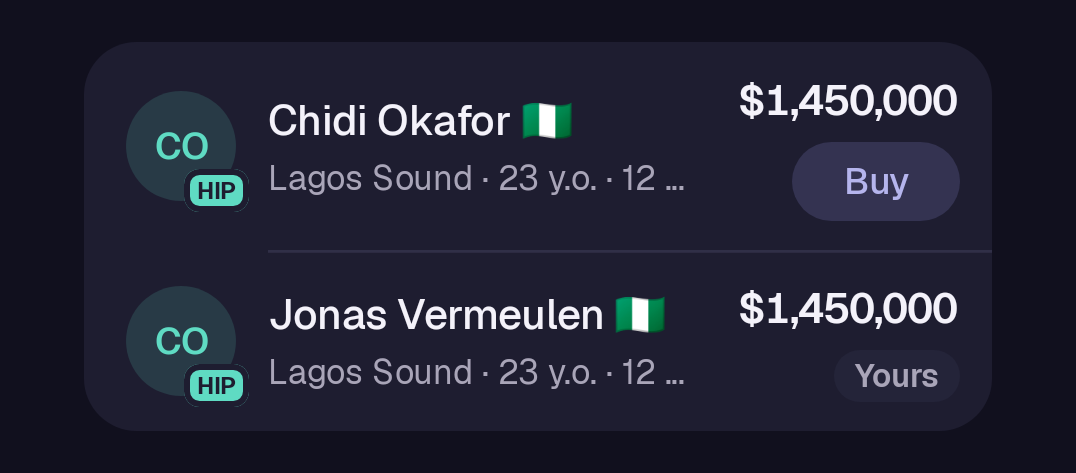 CO
HIP
Chidi Okafor 🇳🇬
Lagos Sound · 23 y.o. · 12 ...
$1,450,000
Buy
CO
HIP
Jonas Vermeulen 🇳🇬
Lagos Sound · 23 y.o. · 12 ...
$1,450,000
Yours